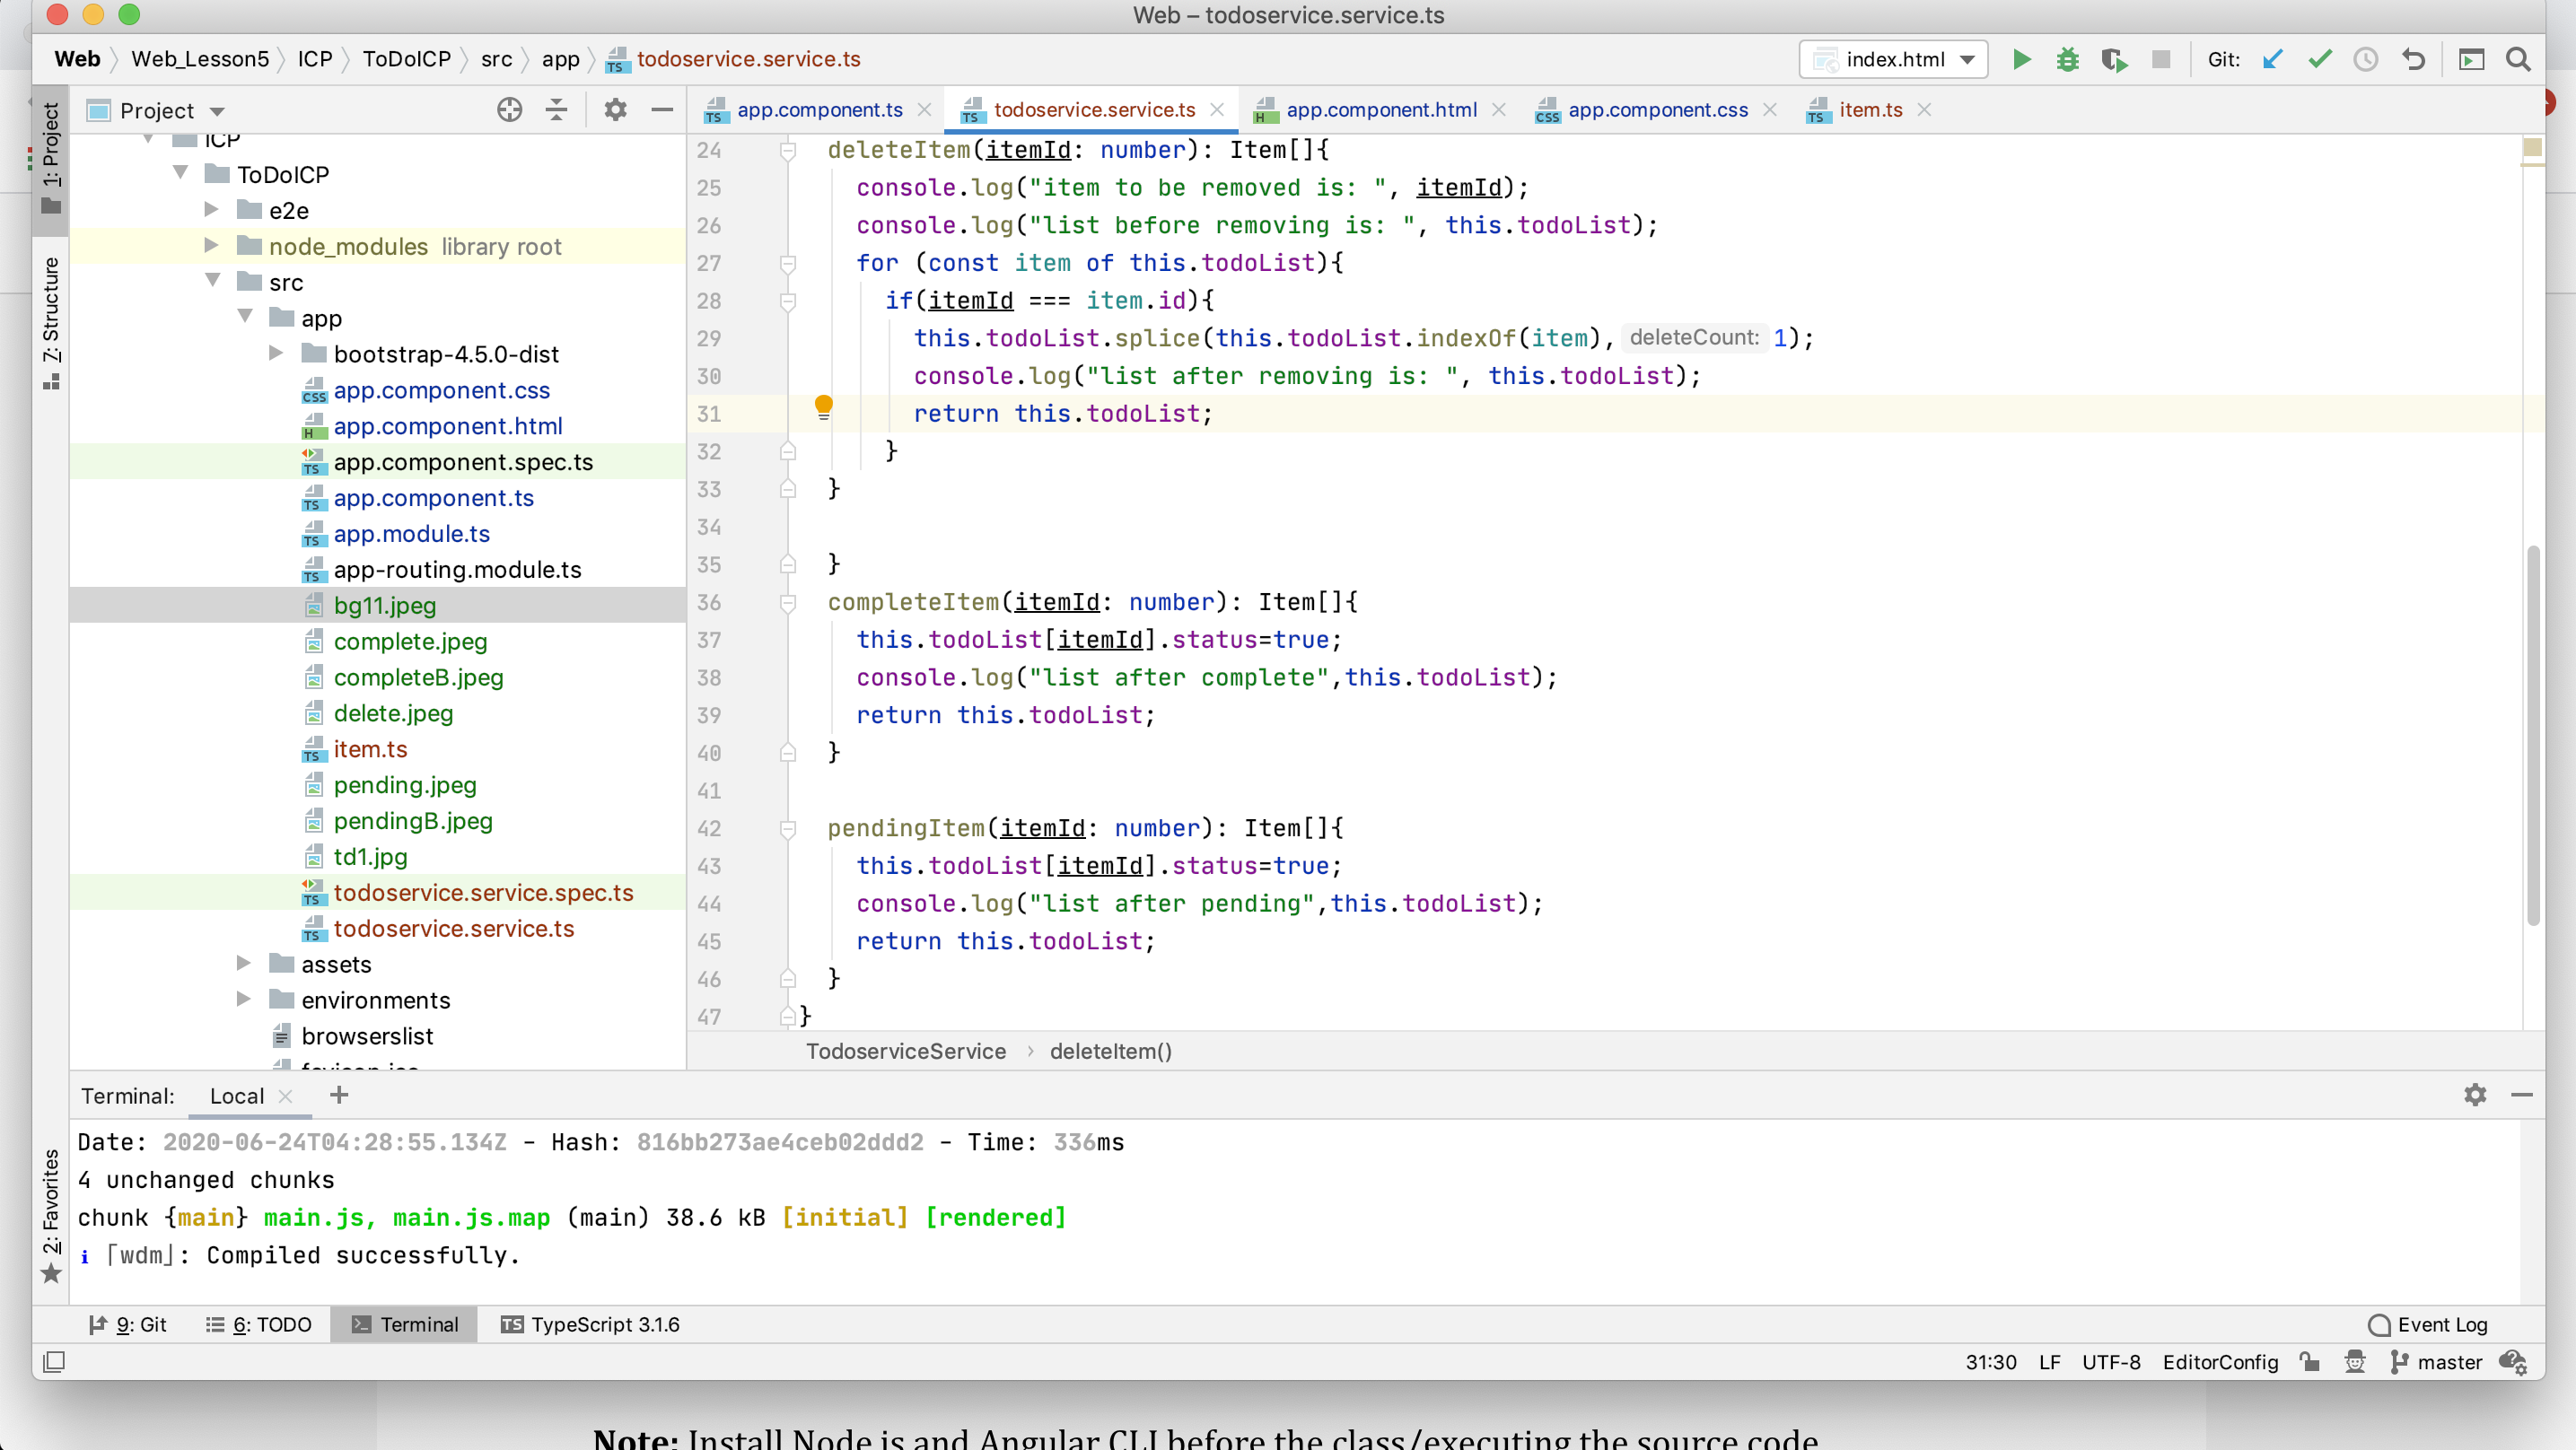 Web – todoservice.service.ts
Web Web_Lesson5 ICP ToDoICP src app todoservice.service.ts
index.html Git:
1: Project
7: Structure
2: Favorites
Project
ICP
ToDoICP
e2e
node_modules library root
src
app
bootstrap-4.5.0-dist
app.component.css
app.component.html
app.component.spec.ts
app.component.ts
app.module.ts
app-routing.module.ts
bg11.jpeg
complete.jpeg
completeB.jpeg
delete.jpeg
item.ts
pending.jpeg
pendingB.jpeg
td1.jpg
todoservice.service.spec.ts
todoservice.service.ts
assets
environments
browserslist
favicon.ico
app.component.ts todoservice.service.ts app.component.html app.component.css item.ts
24 deleteItem(itemId: number): Item[]{
25 console.log("item to be removed is: ", itemId);
26 console.log("list before removing is: ", this.todoList);
27 for (const item of this.todoList){
28 if(itemId === item.id){
29 this.todoList.splice(this.todoList.indexOf(item), deleteCount: 1);
30 console.log("list after removing is: ", this.todoList);
31 return this.todoList;
32 }
33 }
34
35 }
36 completeItem(itemId: number): Item[]{
37 this.todoList[itemId].status=true;
38 console.log("list after complete",this.todoList);
39 return this.todoList;
40 }
41
42 pendingItem(itemId: number): Item[]{
43 this.todoList[itemId].status=true;
44 console.log("list after pending",this.todoList);
45 return this.todoList;
46 }
47 }
TodoserviceService › deleteItem()
Terminal: Local
Date: 2020-06-24T04:28:55.134Z - Hash: 816bb273ae4ceb02ddd2 - Time: 336ms
4 unchanged chunks
chunk {main} main.js, main.js.map (main) 38.6 kB [initial] [rendered]
ℹ ｢wdm｣: Compiled successfully.
9: Git 6: TODO Terminal TypeScript 3.1.6 Event Log
31:30 LF UTF-8 EditorConfig master
Note: Install Node js and Angular CLI before the class/executing the source code